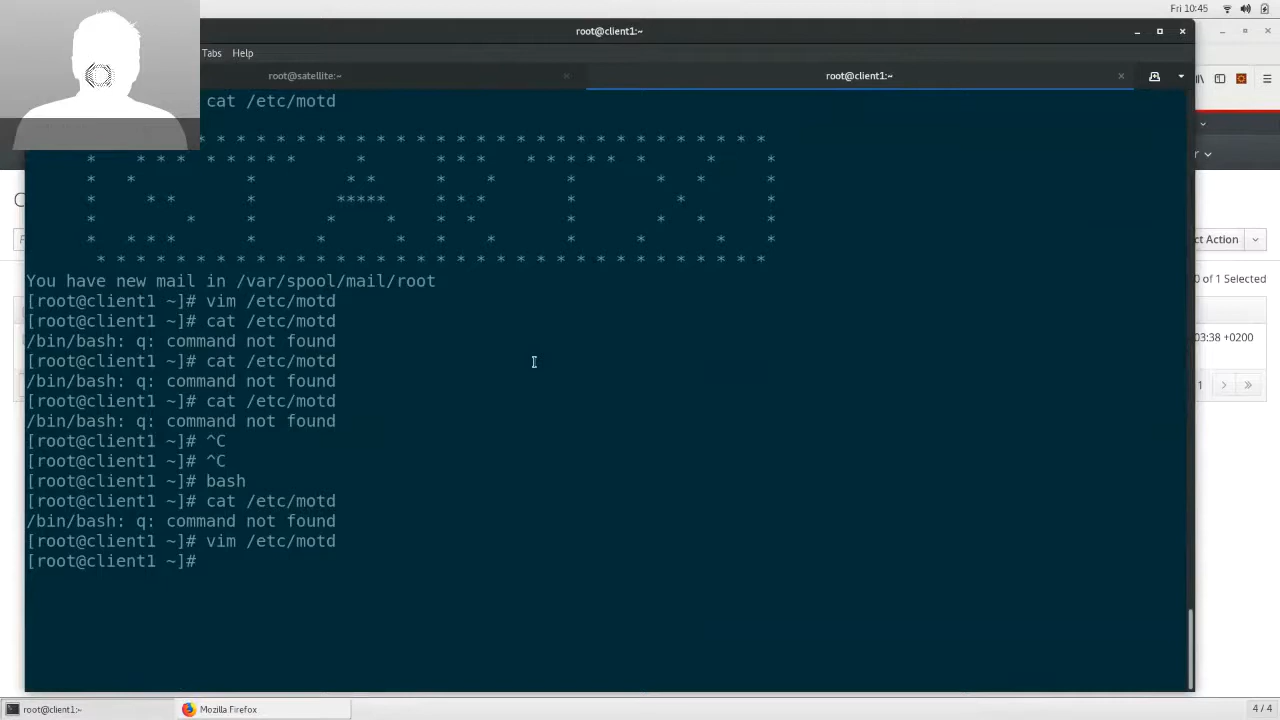 Fri 10:45
root@client1:~
Tabs Help
root@satellite:~
root@client1:~
cat /etc/motd
* * * * * * * * * * * * * * * * * * * * * * * * * * * * *
* * * * * * * * * * * * * * * * * * * * * *
* * * * * * * * * * *
* * * * ***** * * * * * *
* * * * * * * * * * * *
* * * * * * * * * * * * *
* * * * * * * * * * * * * * * * * * * * * * * * * * * * * * * * * *
You have new mail in /var/spool/mail/root
[root@client1 ~]# vim /etc/motd
[root@client1 ~]# cat /etc/motd
/bin/bash: q: command not found
[root@client1 ~]# cat /etc/motd
/bin/bash: q: command not found
[root@client1 ~]# cat /etc/motd
/bin/bash: q: command not found
[root@client1 ~]# ^C
[root@client1 ~]# ^C
[root@client1 ~]# bash
[root@client1 ~]# cat /etc/motd
/bin/bash: q: command not found
[root@client1 ~]# vim /etc/motd
[root@client1 ~]#
ct Action
0 of 1 Selected
03:38 +0200
1
root@client1:~
Mozilla Firefox
4 / 4